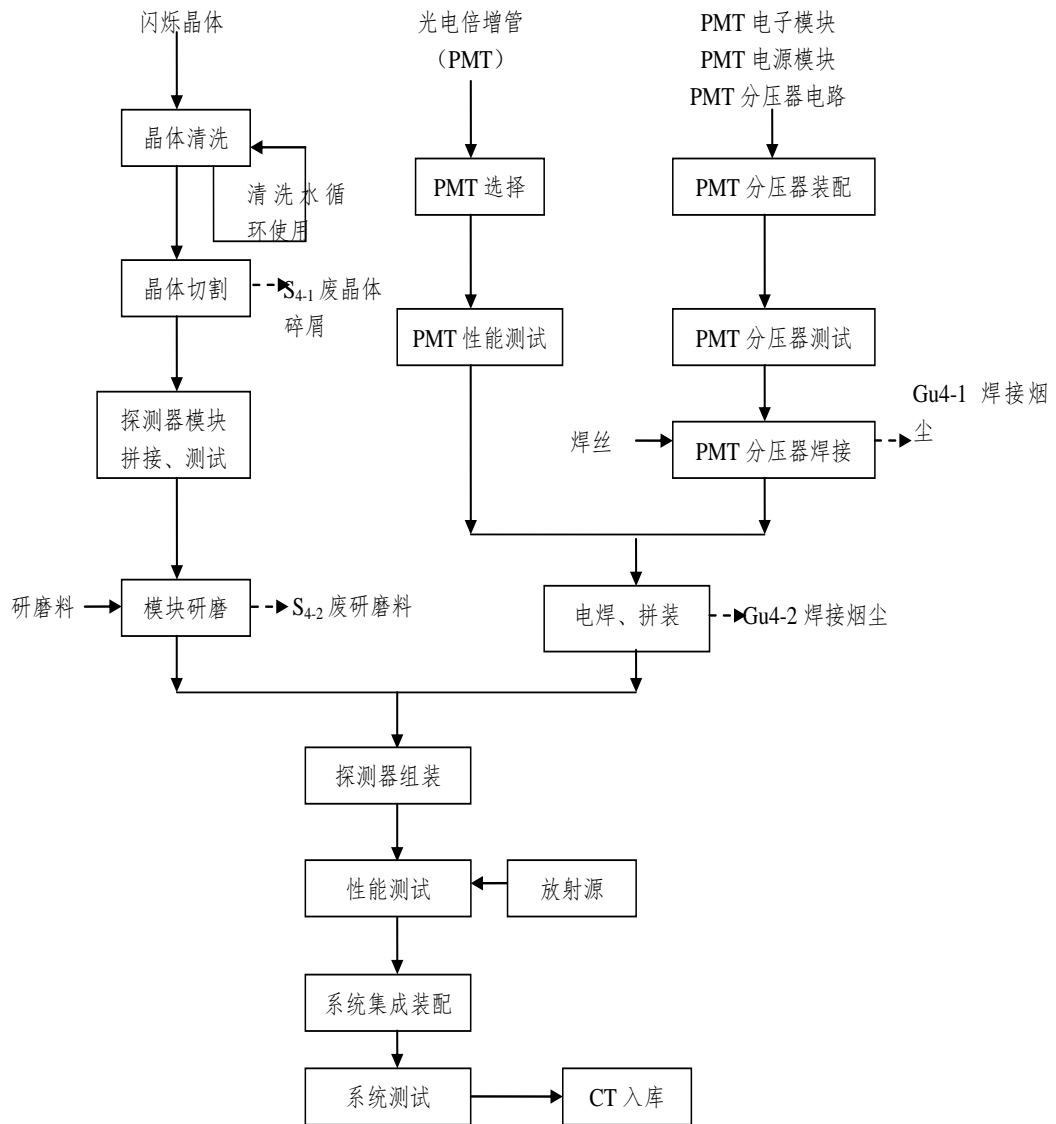 闪烁晶体
光电倍增管
（PMT）
PMT 电子模块
PMT 电源模块
PMT 分压器电路
晶体清洗
清洗水循
环使用
PMT 选择
PMT 分压器装配
晶体切割
S4-1 废晶体
碎屑
PMT 性能测试
PMT 分压器测试
探测器模块
拼接、测试
焊丝
PMT 分压器焊接
Gu4-1 焊接烟
尘
研磨料
模块研磨
S4-2 废研磨料
电焊、拼装
Gu4-2 焊接烟尘
探测器组装
性能测试
放射源
系统集成装配
系统测试
CT 入库